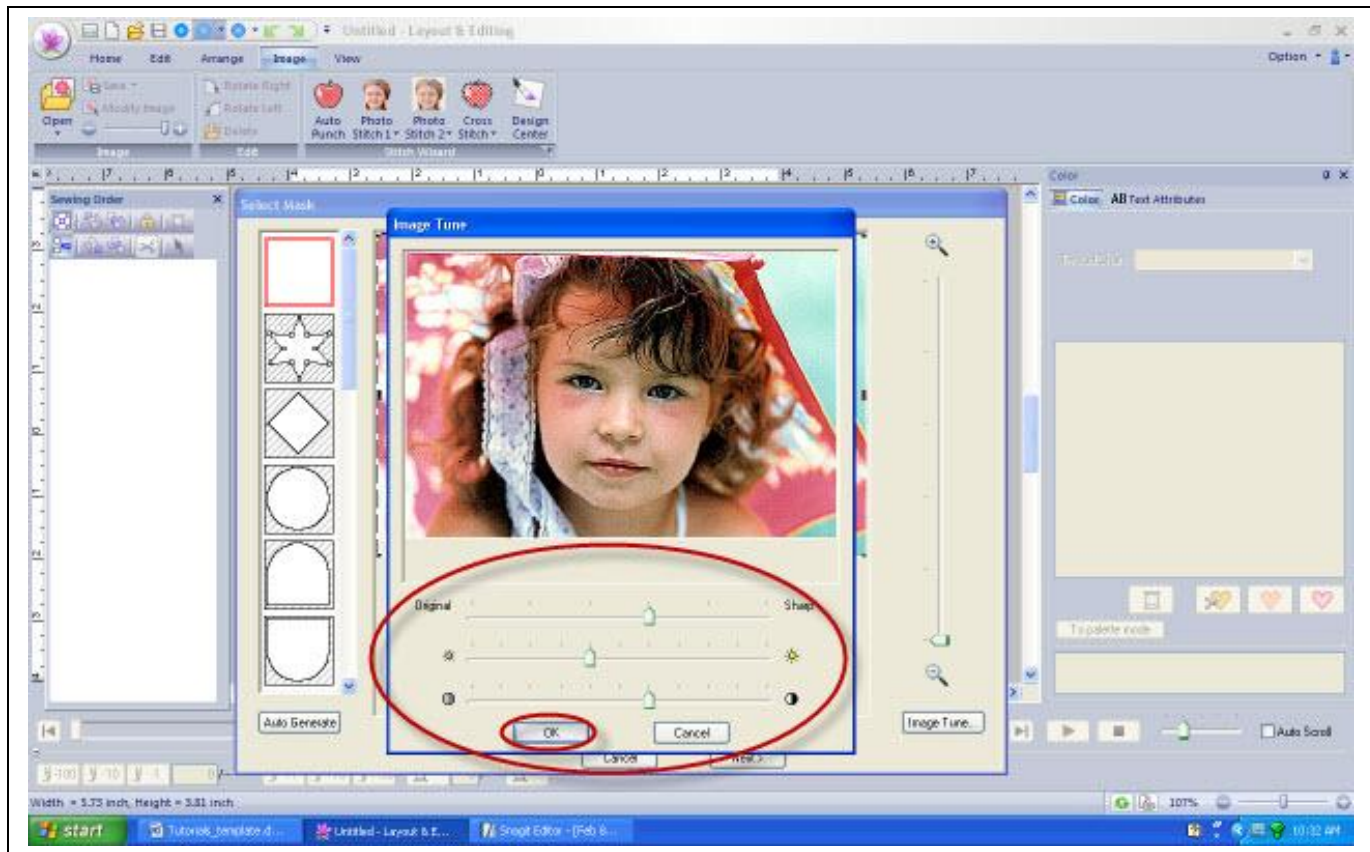 Untitled - Layout & Editing
Home Edit Arrange Image View
Option
Open
Save
Modify Image
Rotate Right
Rotate Left
Delete
Auto Punch
Photo Stitch 1
Photo Stitch 2
Cross Stitch
Design Center
Image
Edit
Stitch Wizard
Sewing Order
Select Mask
Image Tune
Color
Color
AB Text Attributes
Original
Sharp
OK
Cancel
Auto Generate
Image Tune...
Cancel
Next>
To palette mode
Auto Scroll
Width = 5.73 inch, Height = 3.81 inch
107%
start
Tutorials_template.d...
Untitled - Layout & E...
SnagIt Editor - [Feb 6...
10:32 AM